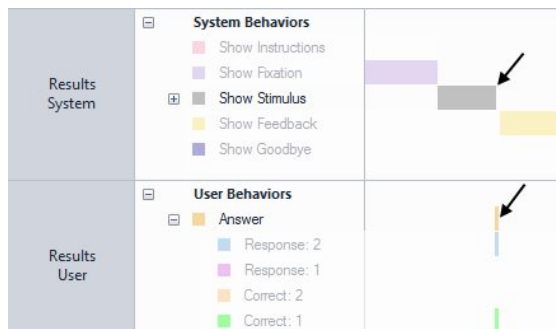 Results
System
System Behaviors
Show Instructions
Show Fixation
Show Stimulus
Show Feedback
Show Goodbye
Results
User
User Behaviors
Answer
Response: 2
Response: 1
Correct: 2
Correct: 1